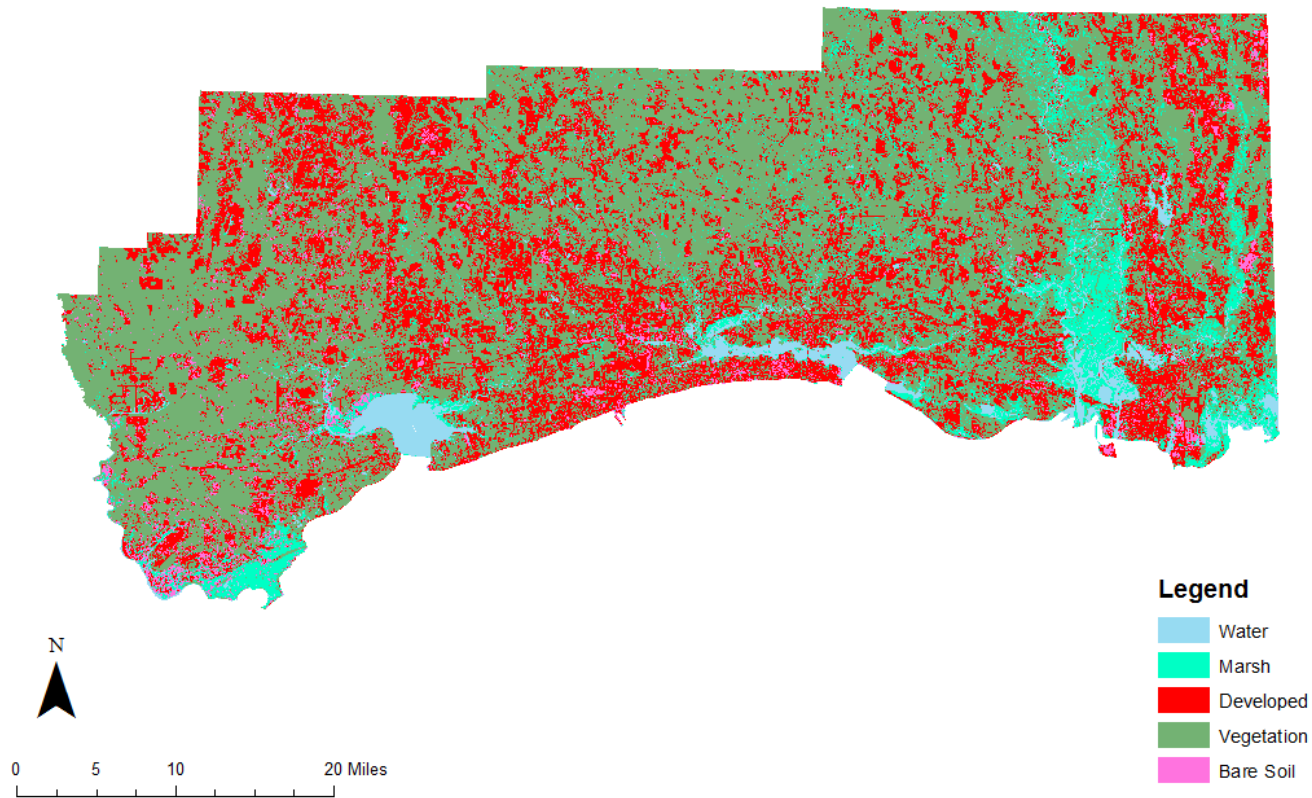 Legend
Water
Marsh
Developed
Vegetation
Bare Soil
N
0 5 10 20 Miles